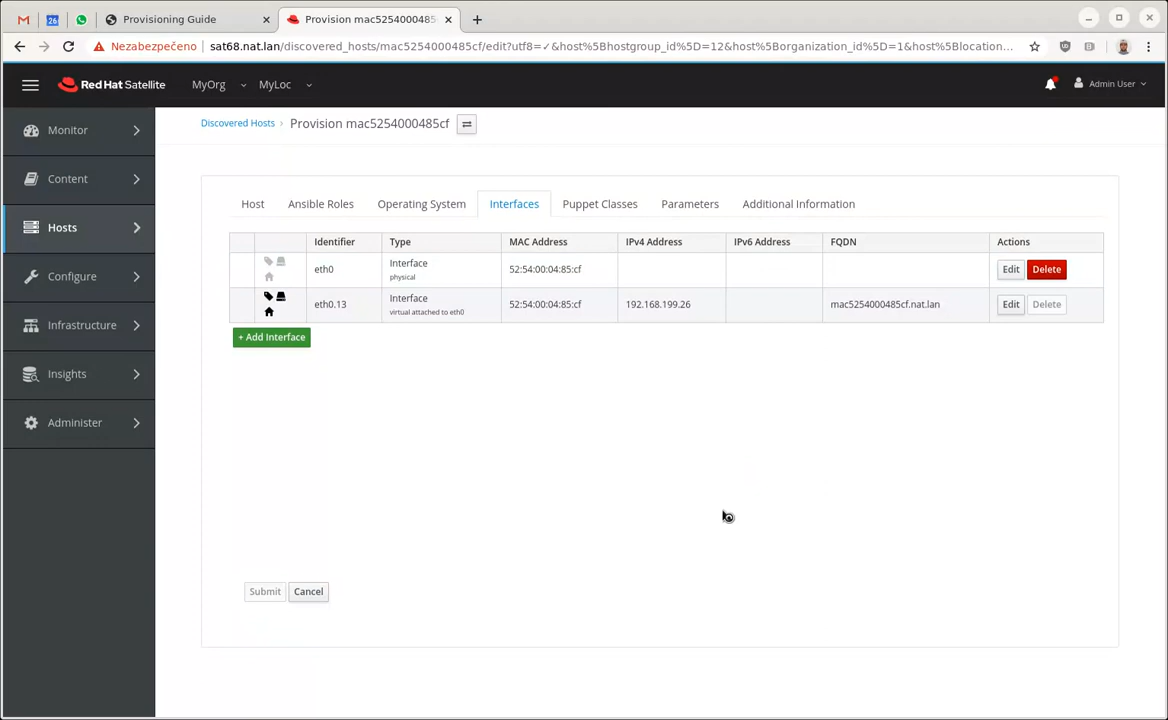 26
Provisioning Guide
×
Provision mac5254000485
×
+
Nezabezpečeno
sat68.nat.lan/discovered_hosts/mac5254000485cf/edit?utf8=✓&host%5Bhostgroup_id%5D=12&host%5Borganization_id%5D=1&host%5Blocation...
Red Hat Satellite
MyOrg
MyLoc
Admin User
Monitor
Content
Hosts
Configure
Infrastructure
Insights
Administer
Discovered Hosts › Provision mac5254000485cf
Host
Ansible Roles
Operating System
Interfaces
Puppet Classes
Parameters
Additional Information
Identifier Type MAC Address IPv4 Address IPv6 Address FQDN Actions
eth0 Interface 52:54:00:04:85:cf Edit Delete
physical
eth0.13 Interface 52:54:00:04:85:cf 192.168.199.26 mac5254000485cf.nat.lan Edit Delete
virtual attached to eth0
+ Add Interface
Submit Cancel